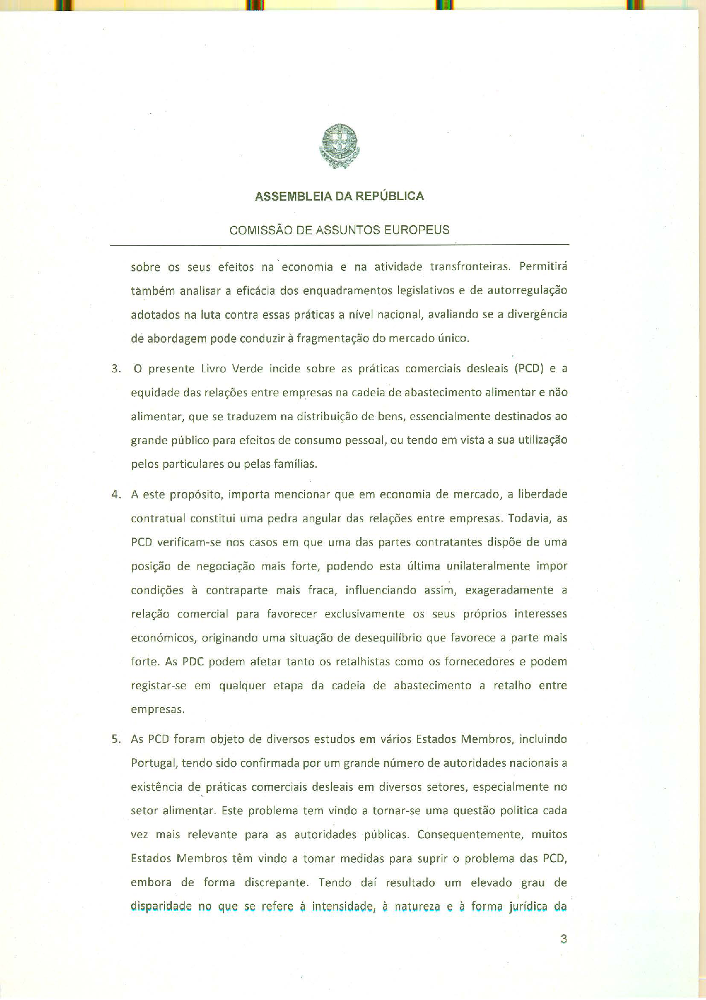 ASSEMBLEIA DA REPÚBLICA
COMISSÃO DE ASSUNTOS EUROPEUS
sobre os seus efeitos na economia e na atividade transfronteiras. Permitirá
também analisar a eficácia dos enquadramentos legislativos e de autorregulação
adotados na luta contra essas práticas a nível nacional, avaliando se a divergência
de abordagem pode conduzir à fragmentação do mercado único.
3. O presente Livro Verde incide sobre as práticas comerciais desleais (PCD) e a
equidade das relações entre empresas na cadeia de abastecimento alimentar e não
alimentar, que se traduzem na distribuição de bens, essencialmente destinados ao
grande público para efeitos de consumo pessoal, ou tendo em vista a sua utilização
pelos particulares ou pelas famílias.
4. A este propósito, importa mencionar que em economia de mercado, a liberdade
contratual constitui uma pedra angular das relações entre empresas. Todavia, as
PCD verificam-se nos casos em que uma das partes contratantes dispõe de uma
posição de negociação mais forte, podendo esta última unilateralmente impor
condições à contraparte mais fraca, influenciando assim, exageradamente a
relação comercial para favorecer exclusivamente os seus próprios interesses
económicos, originando uma situação de desequilíbrio que favorece a parte mais
forte. As PDC podem afetar tanto os retalhistas como os fornecedores e podem
registar-se em qualquer etapa da cadeia de abastecimento a retalho entre
empresas.
5. As PCD foram objeto de diversos estudos em vários Estados Membros, incluindo
Portugal, tendo sido confirmada por um grande número de autoridades nacionais a
existência de práticas comerciais desleais em diversos setores, especialmente no
setor alimentar. Este problema tem vindo a tornar-se uma questão politica cada
vez mais relevante para as autoridades públicas. Consequentemente, muitos
Estados Membros têm vindo a tomar medidas para suprir o problema das PCD,
embora de forma discrepante. Tendo daí resultado um elevado grau de
disparidade no que se refere à intensidade, à natureza e à forma jurídica da
3